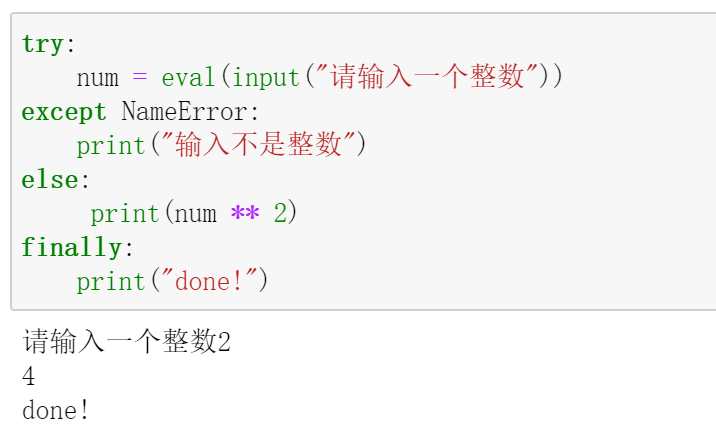 try:
    num = eval(input("请输入一个整数"))
except NameError:
    print("输入不是整数")
else:
     print(num ** 2)
finally:
    print("done!")
请输入一个整数2
4
done!